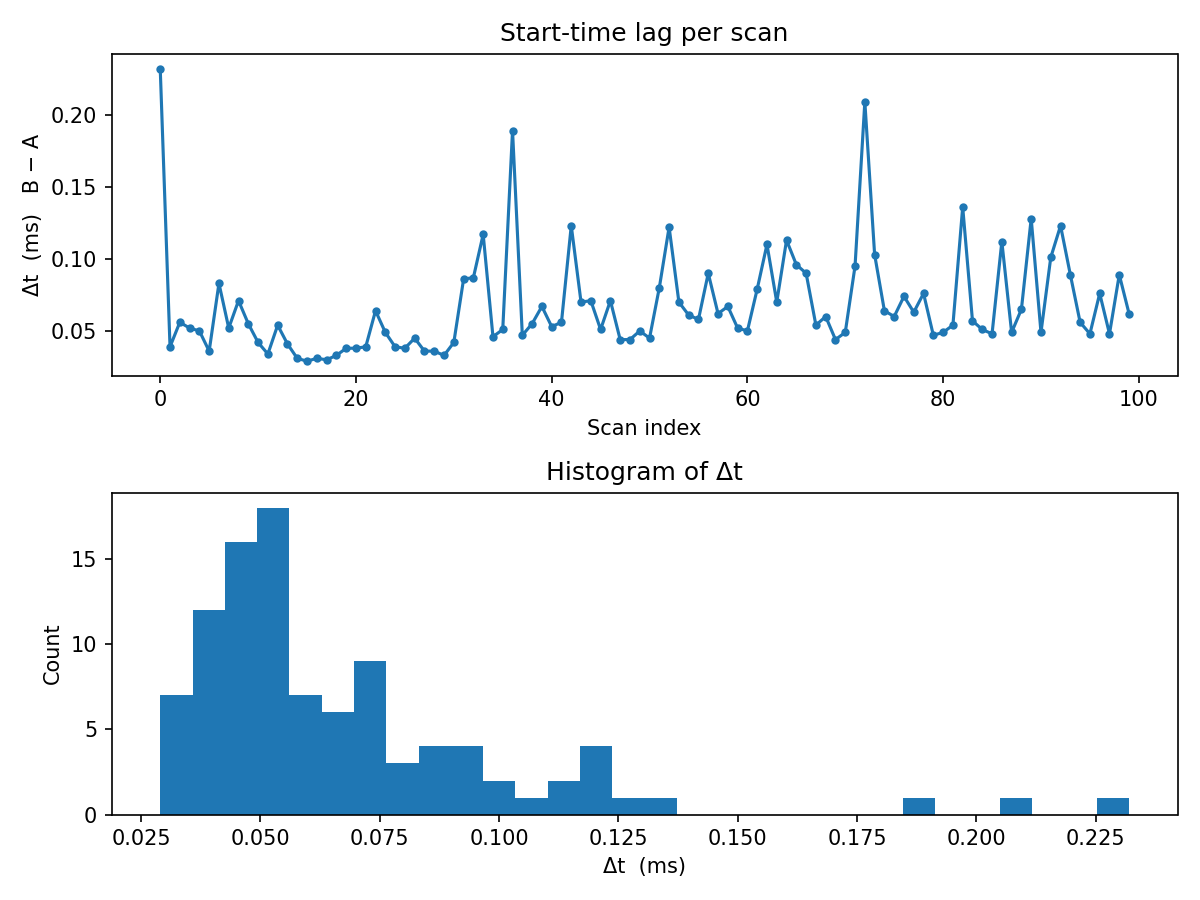 Start-time lag per scan
Δt (ms)   B − A
0.20
0.15
0.10
0.05
0 20 40 60 80 100
Scan index
Histogram of Δt
Count
15
10
5
0
0.025 0.050 0.075 0.100 0.125 0.150 0.175 0.200 0.225
Δt (ms)